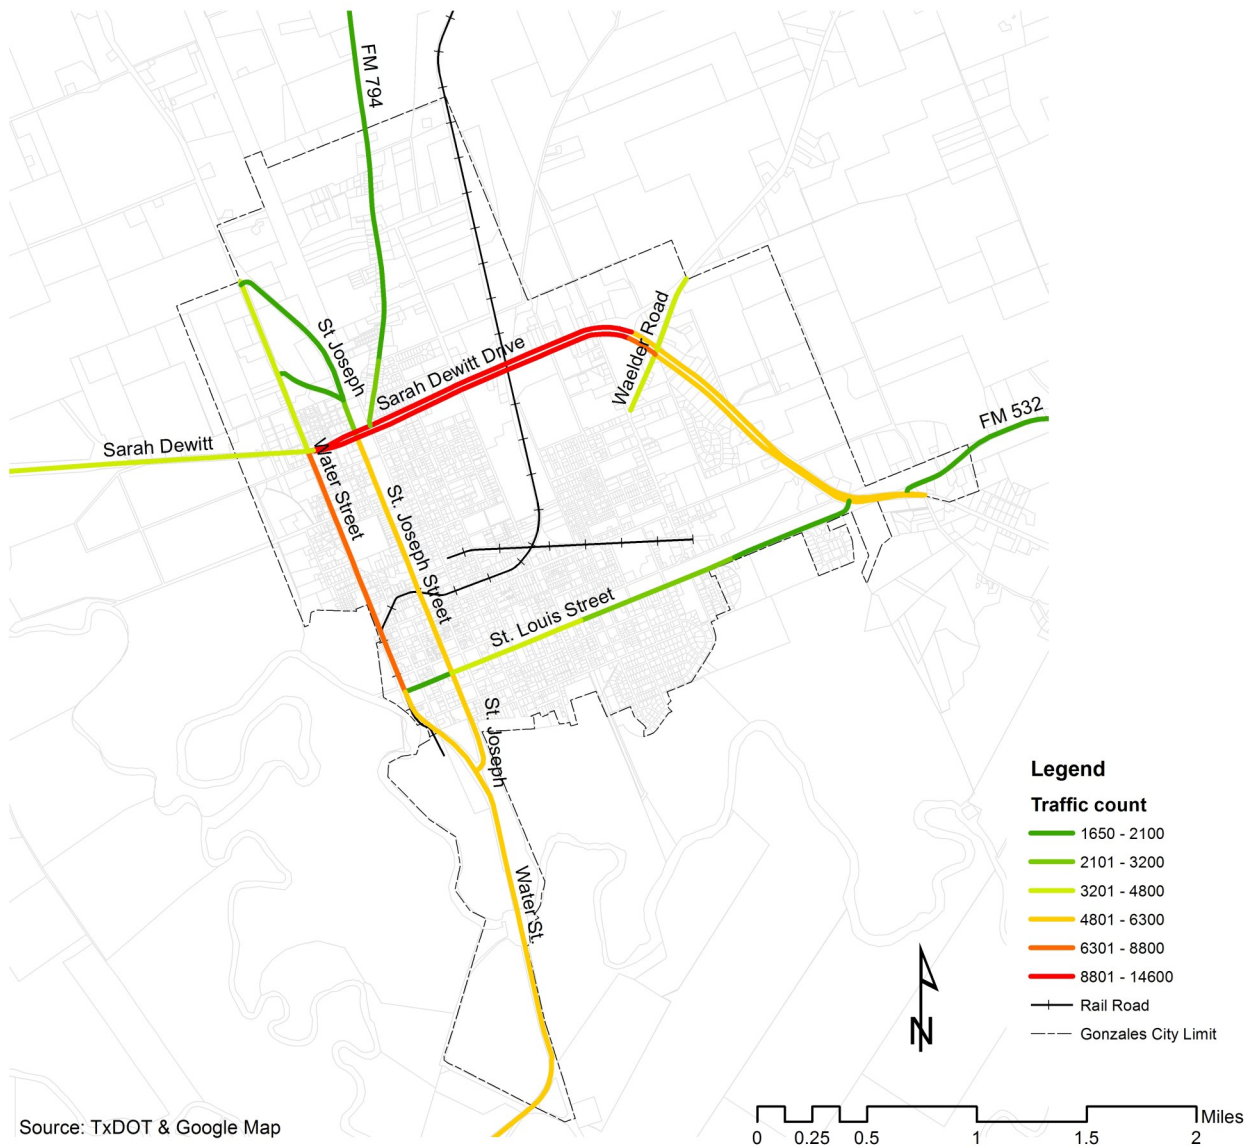 FM 794
St Joseph
Sarah Dewitt Drive
Waelder Road
FM 532
Sarah Dewitt
Water Street
St. Joseph Street
St. Louis Street
St. Joseph
Water St.
Legend
Traffic count
1650 - 2100
2101 - 3200
3201 - 4800
4801 - 6300
6301 - 8800
8801 - 14600
Rail Road
Gonzales City Limit
N
Source: TxDOT & Google Map
Miles
0 0.25 0.5 1 1.5 2